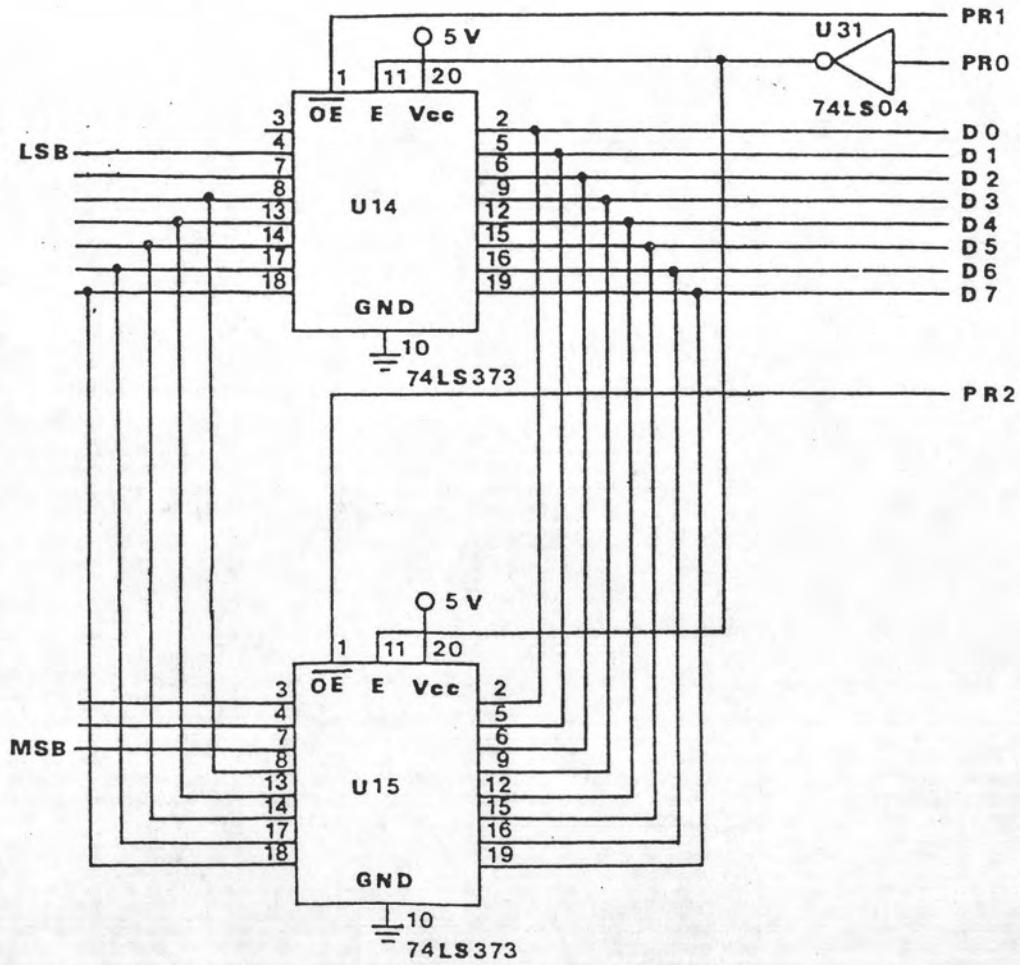 PR1
5 V
U31
PR0
1
11
20
74LS04
OE E Vcc
3
2
D0
4
5
D1
LSB
7
6
D2
8
9
D3
U14
13
12
D4
14
15
D5
17
16
D6
18
19
D7
GND
10
74LS373
PR2
5 V
1
11
20
OE E Vcc
3
2
4
5
MSB
7
6
8
9
U15
13
12
14
15
17
16
18
19
GND
10
74LS373